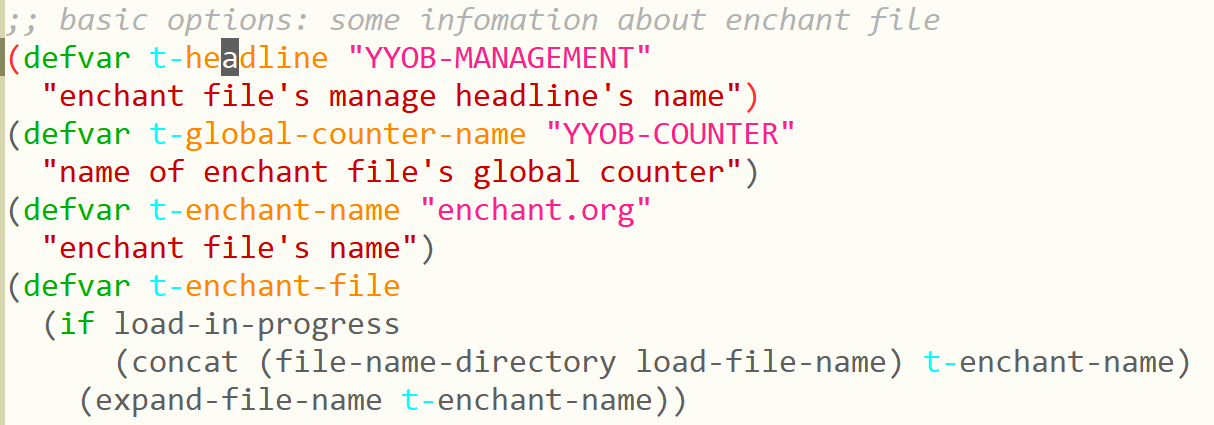 ;; basic options: some infomation about enchant file
(defvar t-headline "YYOB-MANAGEMENT"
  "enchant file's manage headline's name")
(defvar t-global-counter-name "YYOB-COUNTER"
  "name of enchant file's global counter")
(defvar t-enchant-name "enchant.org"
  "enchant file's name")
(defvar t-enchant-file
  (if load-in-progress
      (concat (file-name-directory load-file-name) t-enchant-name)
    (expand-file-name t-enchant-name))